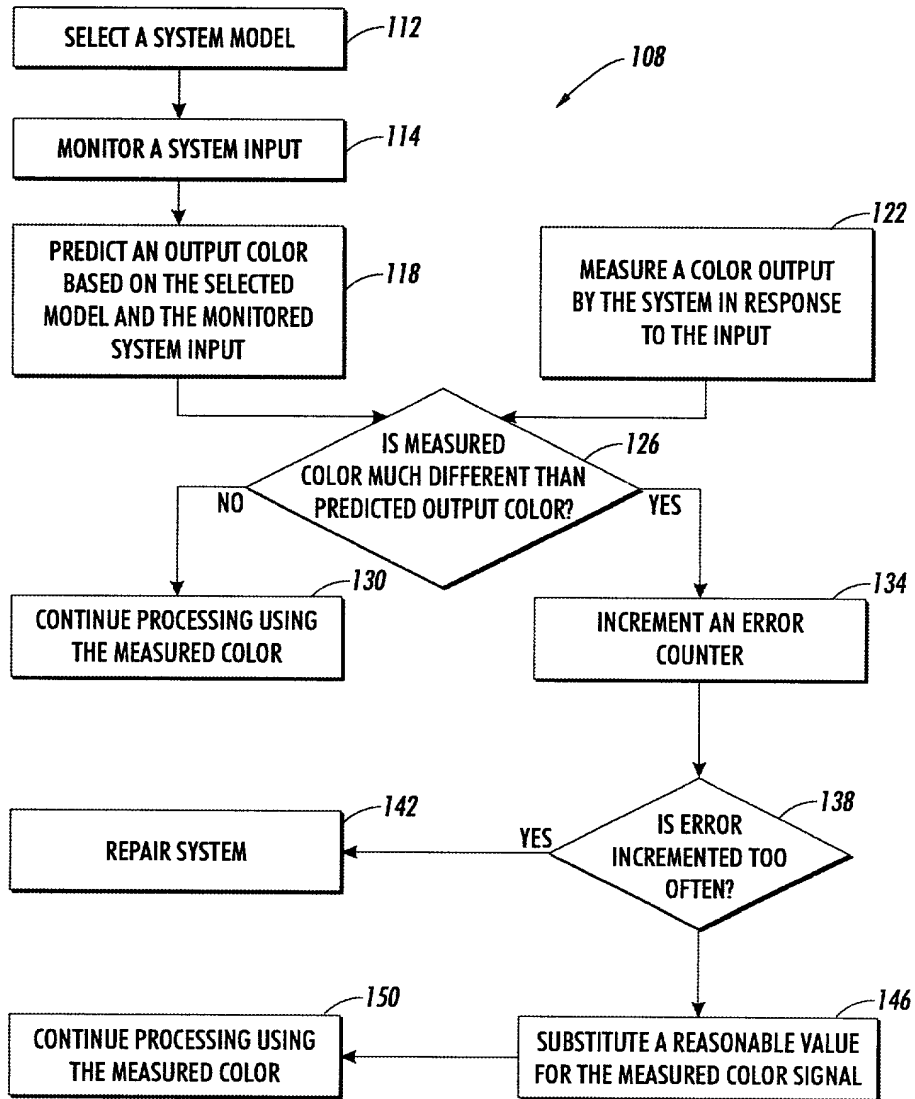 SELECT A SYSTEM MODEL
112
108
MONITOR A SYSTEM INPUT
114
PREDICT AN OUTPUT COLOR
BASED ON THE SELECTED
MODEL AND THE MONITORED
SYSTEM INPUT
118
122
MEASURE A COLOR OUTPUT
BY THE SYSTEM IN RESPONSE
TO THE INPUT
IS MEASURED
COLOR MUCH DIFFERENT THAN
PREDICTED OUTPUT COLOR?
126
NO
YES
130
CONTINUE PROCESSING USING
THE MEASURED COLOR
134
INCREMENT AN ERROR
COUNTER
142
REPAIR SYSTEM
YES
138
IS ERROR
INCREMENTED TOO
OFTEN?
150
CONTINUE PROCESSING USING
THE MEASURED COLOR
146
SUBSTITUTE A REASONABLE VALUE
FOR THE MEASURED COLOR SIGNAL